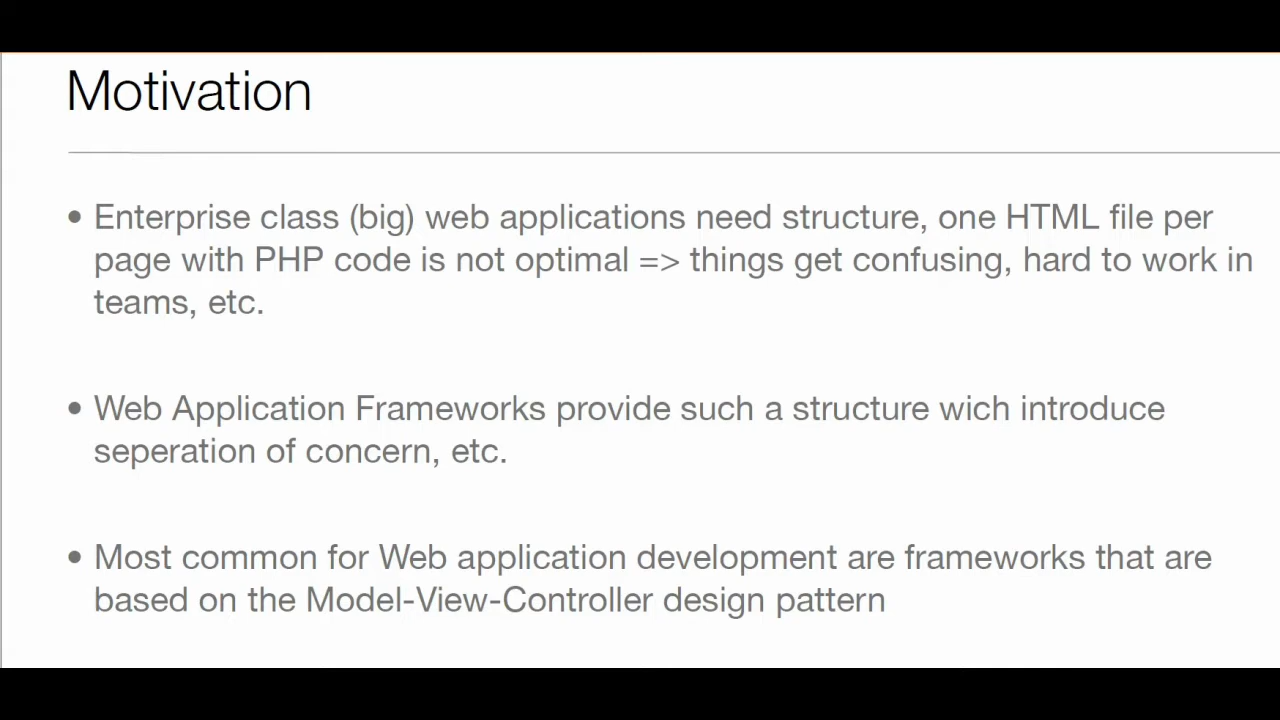 Motivation
• Enterprise class (big) web applications need structure, one HTML file per
page with PHP code is not optimal => things get confusing, hard to work in
teams, etc.
• Web Application Frameworks provide such a structure wich introduce
seperation of concern, etc.
• Most common for Web application development are frameworks that are
based on the Model-View-Controller design pattern